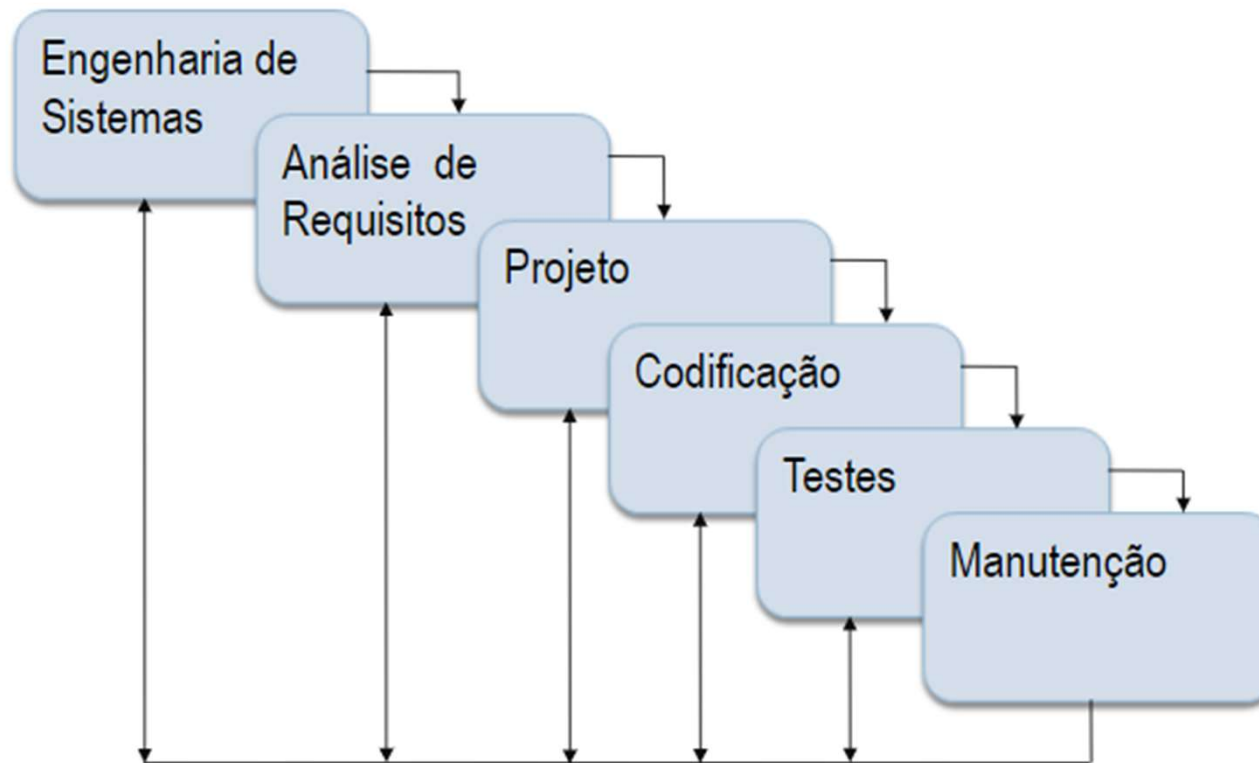 Engenharia de
Sistemas
Análise de
Requisitos
Projeto
Codificação
Testes
Manutenção